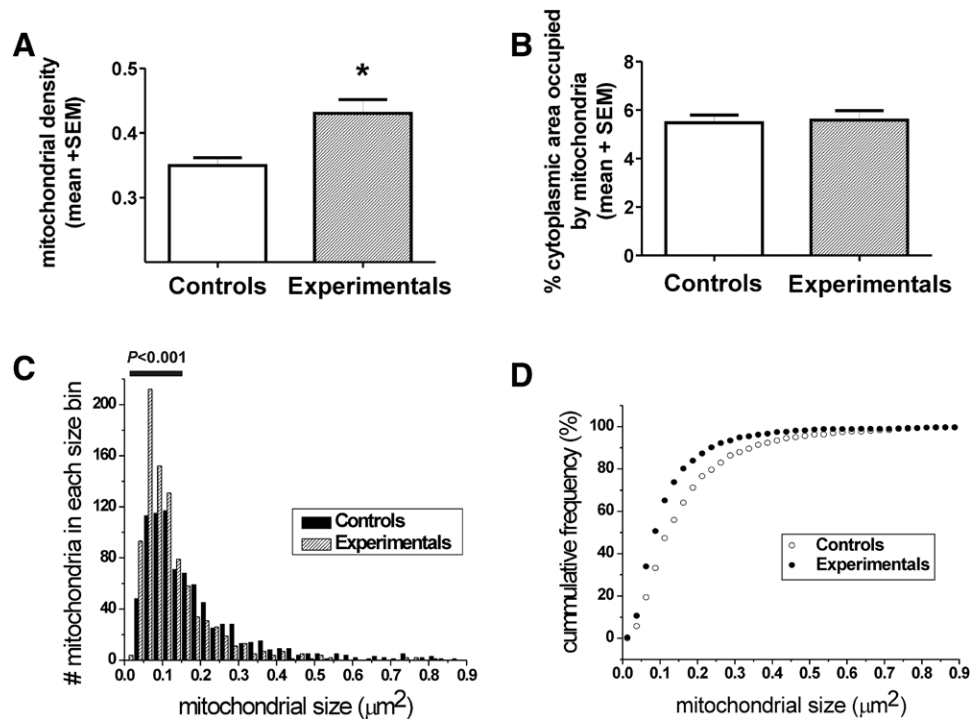 A
mitochondrial density
(mean +SEM)
0.5
0.4
0.3
*
Controls
Experimentals
B
% cytoplasmic area occupied
by mitochondria
(mean + SEM)
8
6
4
2
0
Controls
Experimentals
C
P<0.001
# mitochondria in each size bin
200
160
120
80
40
0
Controls
Experimentals
0.0 0.1 0.2 0.3 0.4 0.5 0.6 0.7 0.8 0.9
mitochondrial size (μm2)
D
cummulative frequency (%)
100
80
60
40
20
0
Controls
Experimentals
0.0 0.1 0.2 0.3 0.4 0.5 0.6 0.7 0.8 0.9
mitochondrial size (μm2)